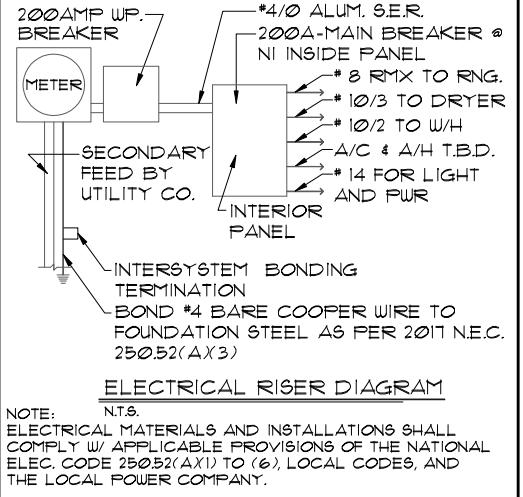 200AMP WP.
BREAKER
#4/0 ALUM. S.E.R.
200A-MAIN BREAKER @
N1 INSIDE PANEL
METER
# 8 RMX TO RNG.
# 10/3 TO DRYER
# 10/2 TO W/H
A/C & A/H T.B.D.
# 14 FOR LIGHT
AND PWR
SECONDARY
FEED BY
UTILITY CO.
INTERIOR
PANEL
INTERSYSTEM BONDING
TERMINATION
BOND #4 BARE COOPER WIRE TO
FOUNDATION STEEL AS PER 2017 N.E.C.
250.52(A)(3)
ELECTRICAL RISER DIAGRAM
N.T.S.
NOTE:
ELECTRICAL MATERIALS AND INSTALLATIONS SHALL
COMPLY W/ APPLICABLE PROVISIONS OF THE NATIONAL
ELEC. CODE 250.52(A)(1) TO (6), LOCAL CODES, AND
THE LOCAL POWER COMPANY.